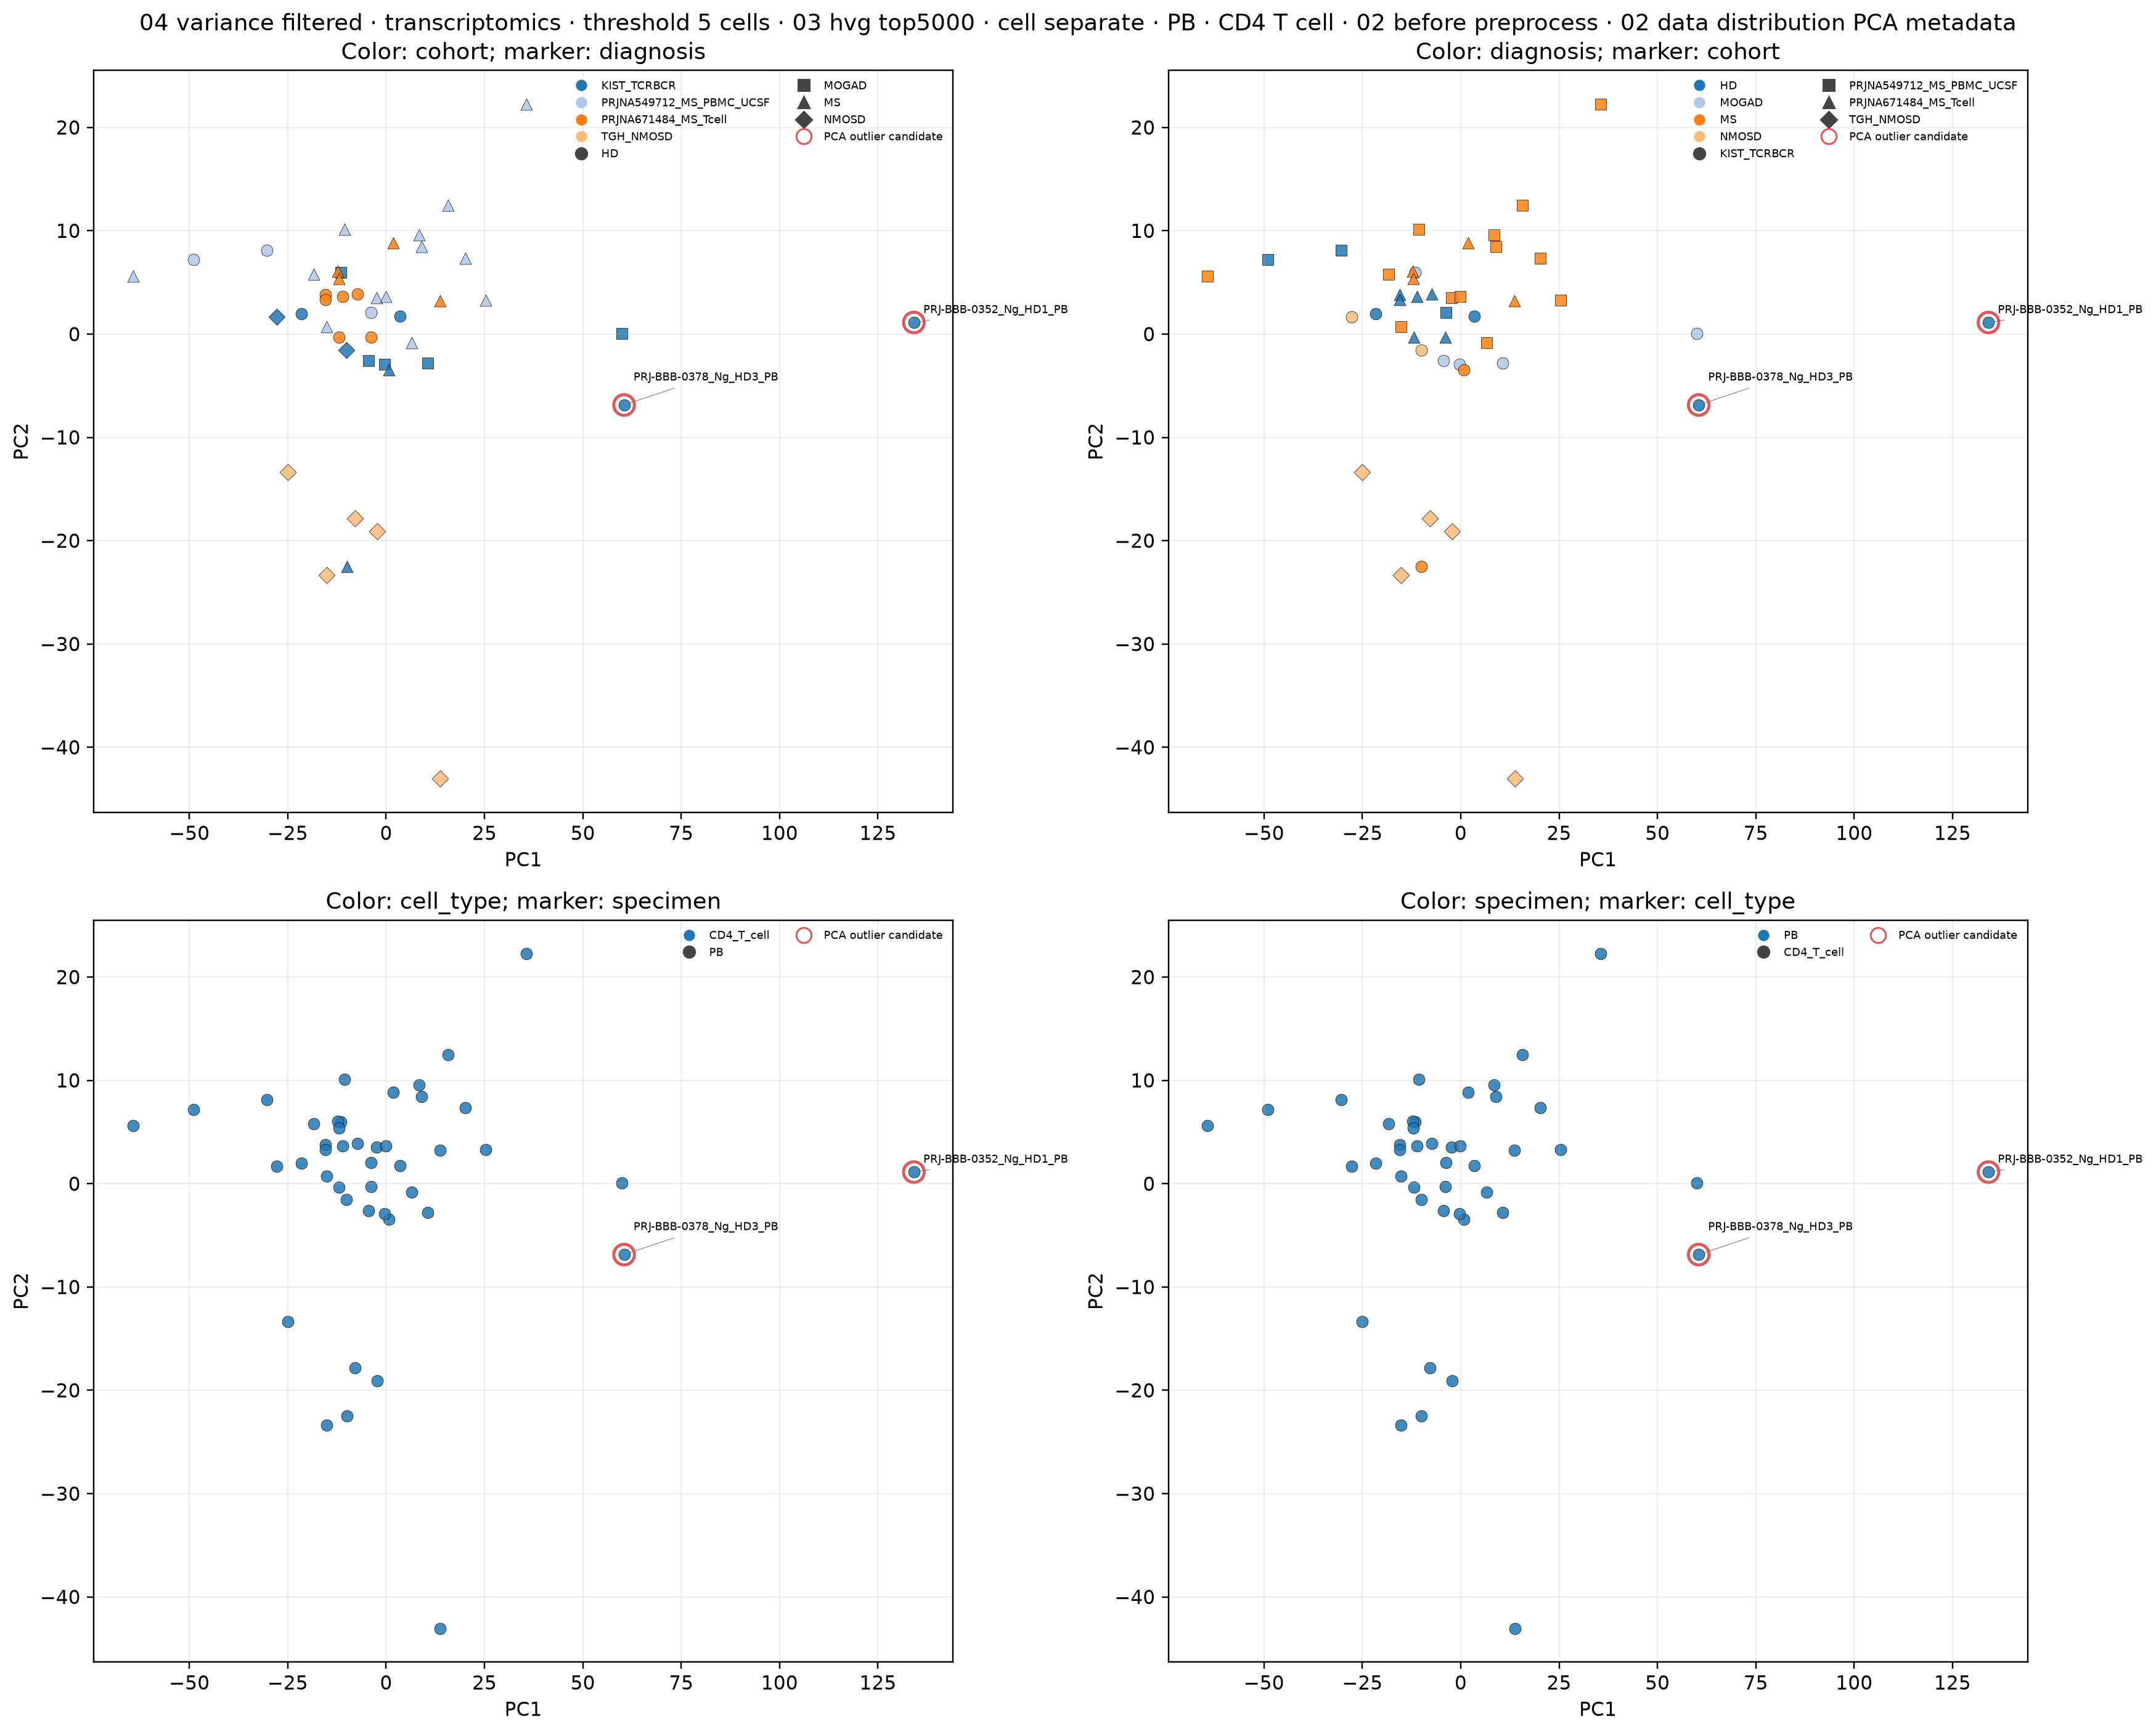 04 variance filtered · transcriptomics · threshold 5 cells · 03 hvg top5000 · cell separate · PB · CD4 T cell · 02 before preprocess · 02 data distribution PCA metadata
Color: cohort; marker: diagnosis
KIST_TCRBCR
PRJNA549712_MS_PBMC_UCSF
PRJNA671484_MS_Tcell
TGH_NMOSD
HD
MOGAD
MS
NMOSD
PCA outlier candidate
PRJ-BBB-0352_Ng_HD1_PB
PRJ-BBB-0378_Ng_HD3_PB
20
10
0
−10
−20
−30
−40
PC2
−50
−25
0
25
50
75
100
125
PC1
Color: diagnosis; marker: cohort
HD
MOGAD
MS
NMOSD
KIST_TCRBCR
PRJNA549712_MS_PBMC_UCSF
PRJNA671484_MS_Tcell
TGH_NMOSD
PCA outlier candidate
PRJ-BBB-0352_Ng_HD1_PB
PRJ-BBB-0378_Ng_HD3_PB
20
10
0
−10
−20
−30
−40
PC2
−50
−25
0
25
50
75
100
125
PC1
Color: cell_type; marker: specimen
CD4_T_cell
PB
PCA outlier candidate
PRJ-BBB-0352_Ng_HD1_PB
PRJ-BBB-0378_Ng_HD3_PB
20
10
0
−10
−20
−30
−40
PC2
−50
−25
0
25
50
75
100
125
PC1
Color: specimen; marker: cell_type
PB
CD4_T_cell
PCA outlier candidate
PRJ-BBB-0352_Ng_HD1_PB
PRJ-BBB-0378_Ng_HD3_PB
20
10
0
−10
−20
−30
−40
PC2
−50
−25
0
25
50
75
100
125
PC1